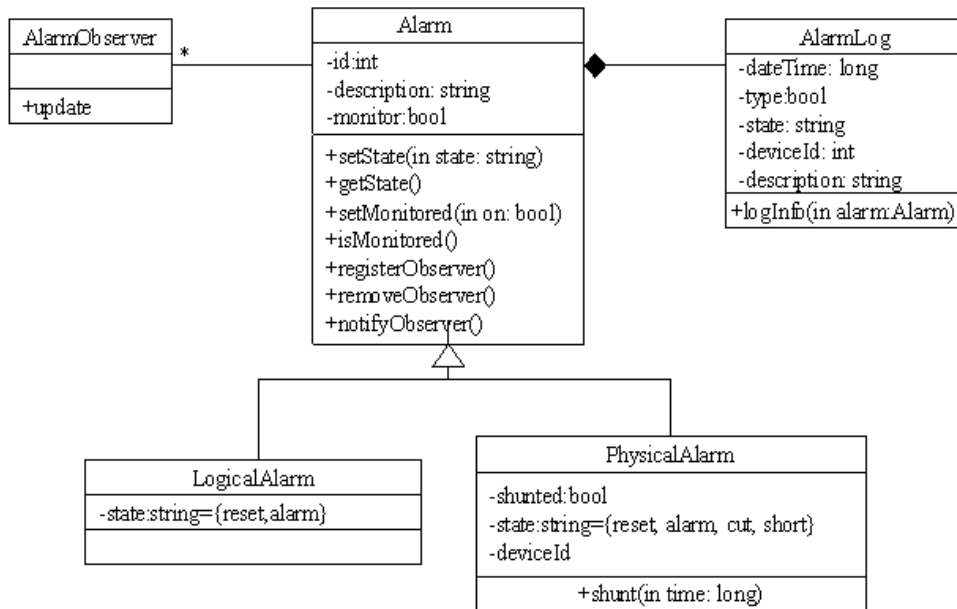 AlarmObserver
+update
*
Alarm
-id:int
-description: string
-monitor:bool
+setState(in state: string)
+getState()
+setMonitored(in on: bool)
+isMonitored()
+registerObserver()
+removeObserver()
+notifyObserver()
AlarmLog
-dateTime: long
-type:bool
-state: string
-deviceId: int
-description: string
+logInfo(in alarm:Alarm)
LogicalAlarm
-state:string={reset,alarm}
PhysicalAlarm
-shunted:bool
-state:string={reset, alarm, cut, short}
-deviceId
+shunt(in time: long)